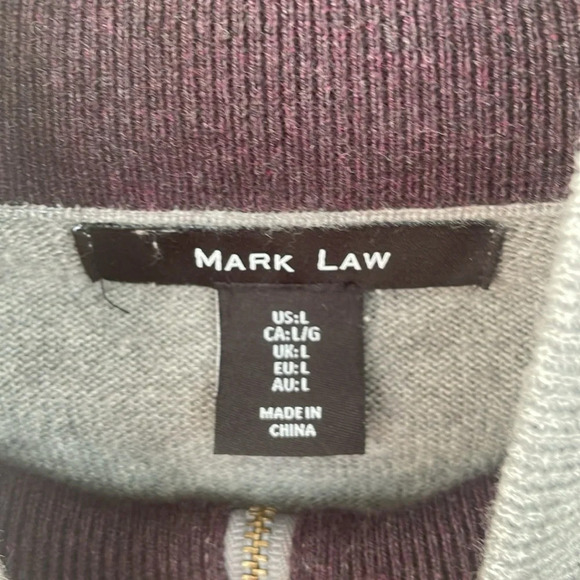 MARK LAW
US:L
CA:L/G
UK:L
EU:L
AU:L
MADE IN
CHINA